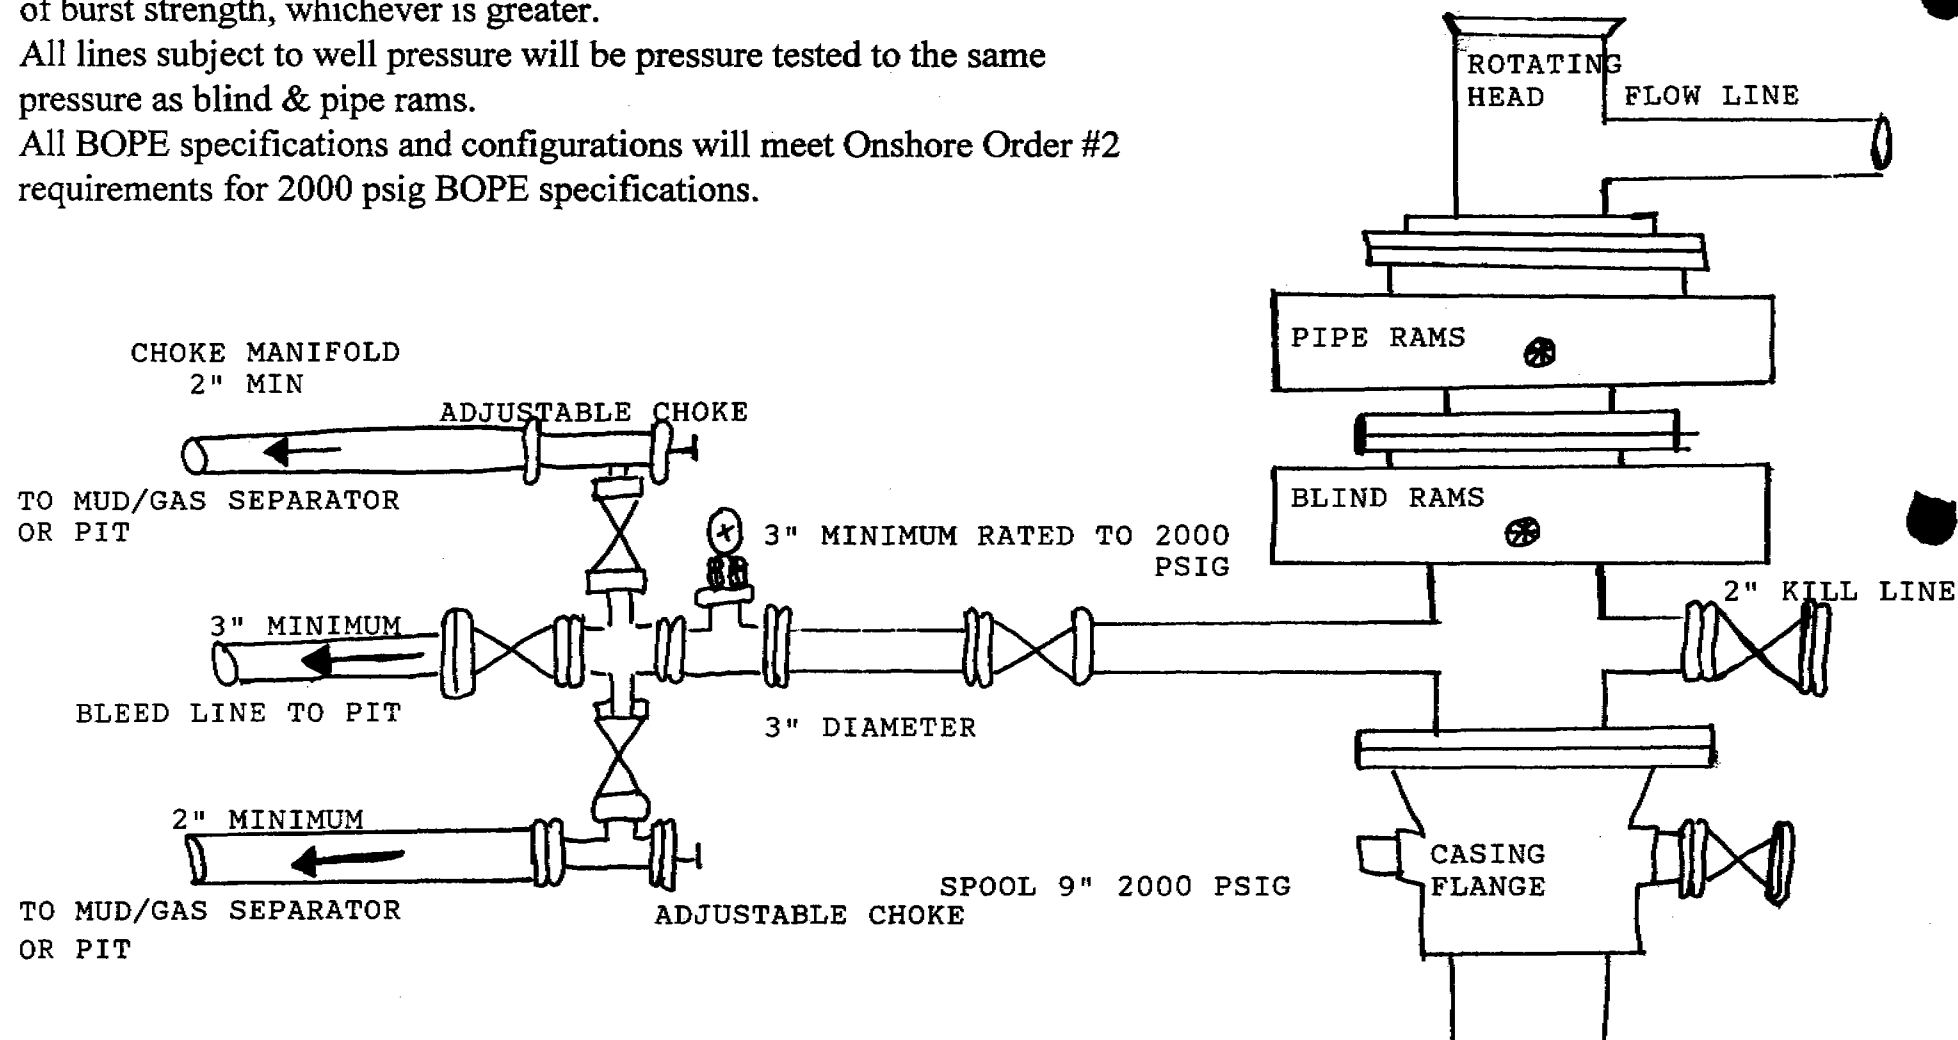 of burst strength, whichever is greater.
All lines subject to well pressure will be pressure tested to the same
pressure as blind & pipe rams.
All BOPE specifications and configurations will meet Onshore Order #2
requirements for 2000 psig BOPE specifications.
ROTATING
HEAD
FLOW LINE
PIPE RAMS
CHOKE MANIFOLD
2" MIN
ADJUSTABLE CHOKE
TO MUD/GAS SEPARATOR
OR PIT
BLIND RAMS
3" MINIMUM RATED TO 2000
PSIG
2" KILL LINE
3" MINIMUM
BLEED LINE TO PIT
3" DIAMETER
2" MINIMUM
TO MUD/GAS SEPARATOR
OR PIT
ADJUSTABLE CHOKE
SPOOL 9" 2000 PSIG
CASING
FLANGE